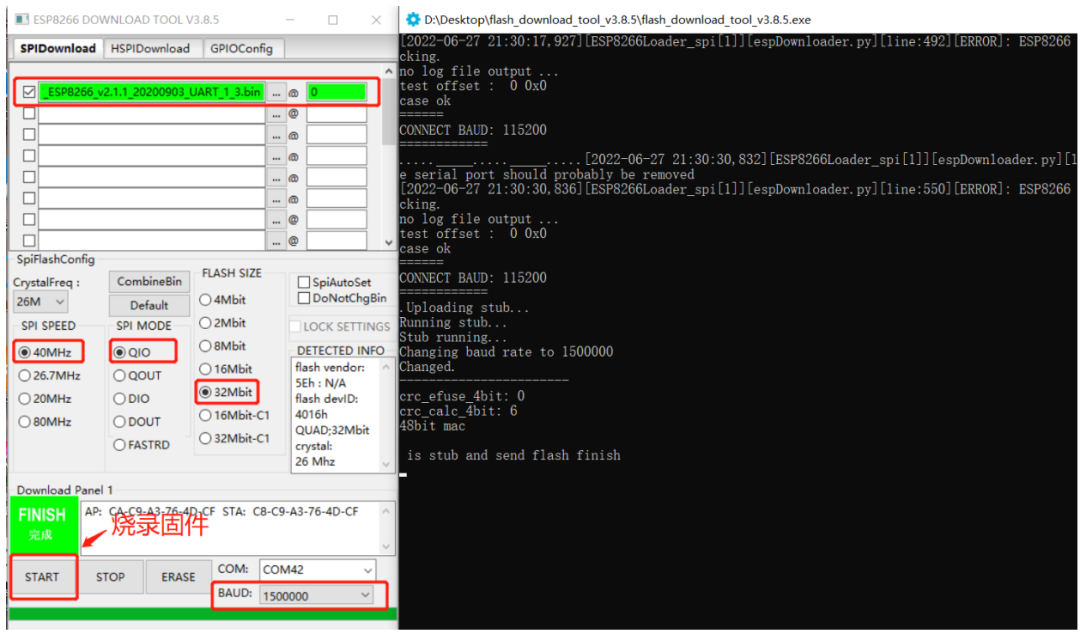 ESP8266 DOWNLOAD TOOL V3.8.5
SPIDownload HSPIDownload GPIOConfig
_ESP8266_v2.1.1_20200903_UART_1_3.bin ... @ 0
... @
... @
... @
... @
... @
... @
... @
SpiFlashConfig
CrystalFreq :
26M
CombineBin
Default
SPI SPEED
40MHz
26.7MHz
20MHz
80MHz
SPI MODE
QIO
QOUT
DIO
DOUT
FASTRD
FLASH SIZE
4Mbit
2Mbit
8Mbit
16Mbit
32Mbit
16Mbit-C1
32Mbit-C1
SpiAutoSet
DoNotChgBin
LOCK SETTINGS
DETECTED INFO
flash vendor:
5Eh : N/A
flash devID:
4016h
QUAD;32Mbit
crystal:
26 Mhz
Download Panel 1
FINISH
完成
AP: CA-C9-A3-76-4D-CF STA: C8-C9-A3-76-4D-CF
烧录固件
START STOP ERASE
COM: COM42
BAUD: 1500000
D:\Desktop\flash_download_tool_v3.8.5\flash_download_tool_v3.8.5.exe
[2022-06-27 21:30:17,927][ESP8266Loader_spi[1]][espDownloader.py][line:492][ERROR]: ESP8266
cking.
no log file output ...
test offset : 0 0x0
case ok
======
CONNECT BAUD: 115200
============
....._____....._____.....[2022-06-27 21:30:30,832][ESP8266Loader_spi[1]][espDownloader.py][l
e serial port should probably be removed
[2022-06-27 21:30:30,836][ESP8266Loader_spi[1]][espDownloader.py][line:550][ERROR]: ESP8266
cking.
no log file output ...
test offset : 0 0x0
case ok
======
CONNECT BAUD: 115200
============
.Uploading stub...
Running stub...
Stub running...
Changing baud rate to 1500000
Changed.
-----------------------
crc_efuse_4bit: 0
crc_calc_4bit: 6
48bit mac
is stub and send flash finish